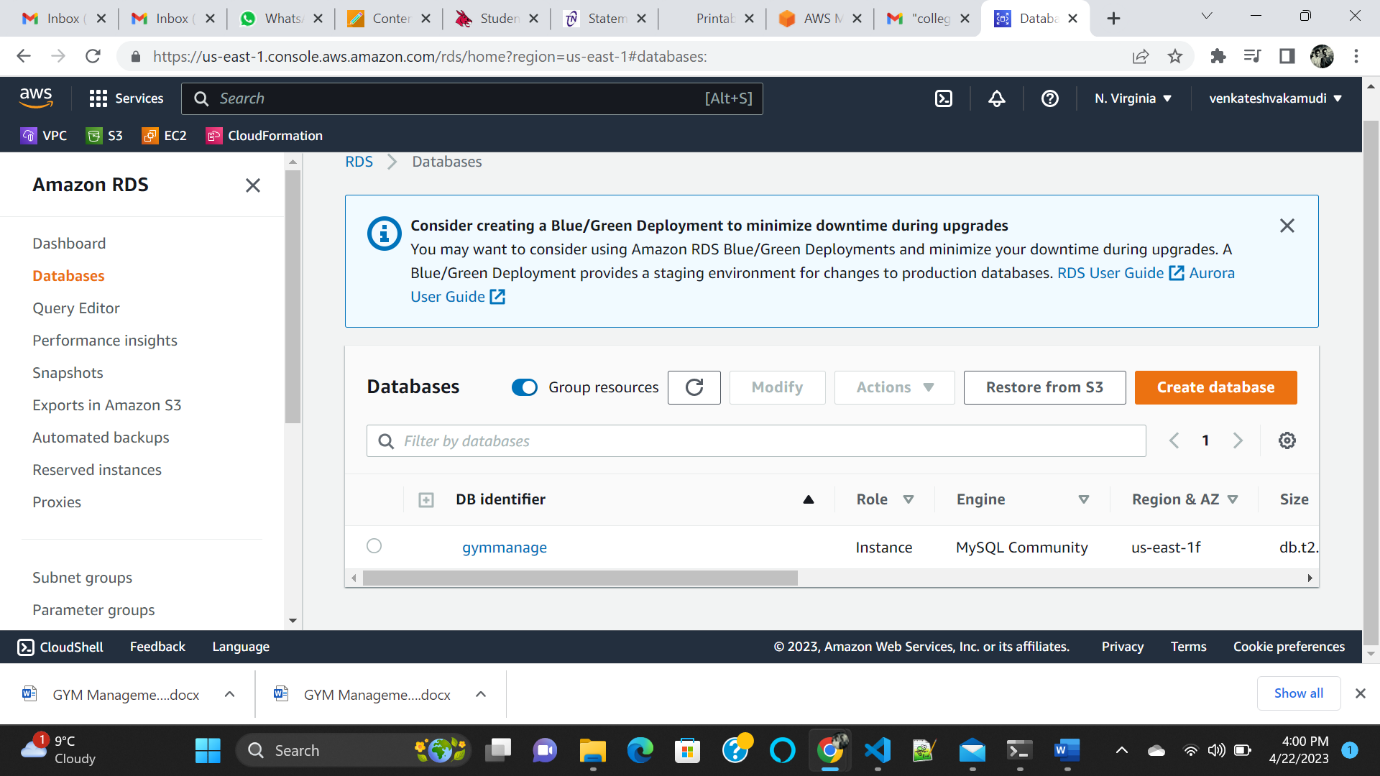 Inbox (
Inbox (
WhatsA
Conter
Studen
Statem
Printab
AWS M
"colleg
Databa
https://us-east-1.console.aws.amazon.com/rds/home?region=us-east-1#databases:
aws
Services
Search
[Alt+S]
N. Virginia
venkateshvakamudi
VPC
S3
EC2
CloudFormation
Amazon RDS
Dashboard
Databases
Query Editor
Performance insights
Snapshots
Exports in Amazon S3
Automated backups
Reserved instances
Proxies
Subnet groups
Parameter groups
RDS > Databases
Consider creating a Blue/Green Deployment to minimize downtime during upgrades
You may want to consider using Amazon RDS Blue/Green Deployments and minimize your downtime during upgrades. A
Blue/Green Deployment provides a staging environment for changes to production databases. RDS User Guide Aurora
User Guide
Databases
Group resources
Modify
Actions
Restore from S3
Create database
Filter by databases
1
DB identifier
Role
Engine
Region & AZ
Size
gymmanage
Instance
MySQL Community
us-east-1f
db.t2.
CloudShell
Feedback
Language
© 2023, Amazon Web Services, Inc. or its affiliates.
Privacy
Terms
Cookie preferences
GYM Manageme....docx
GYM Manageme....docx
Show all
1
9°C
Cloudy
Search
4:00 PM
4/22/2023
1